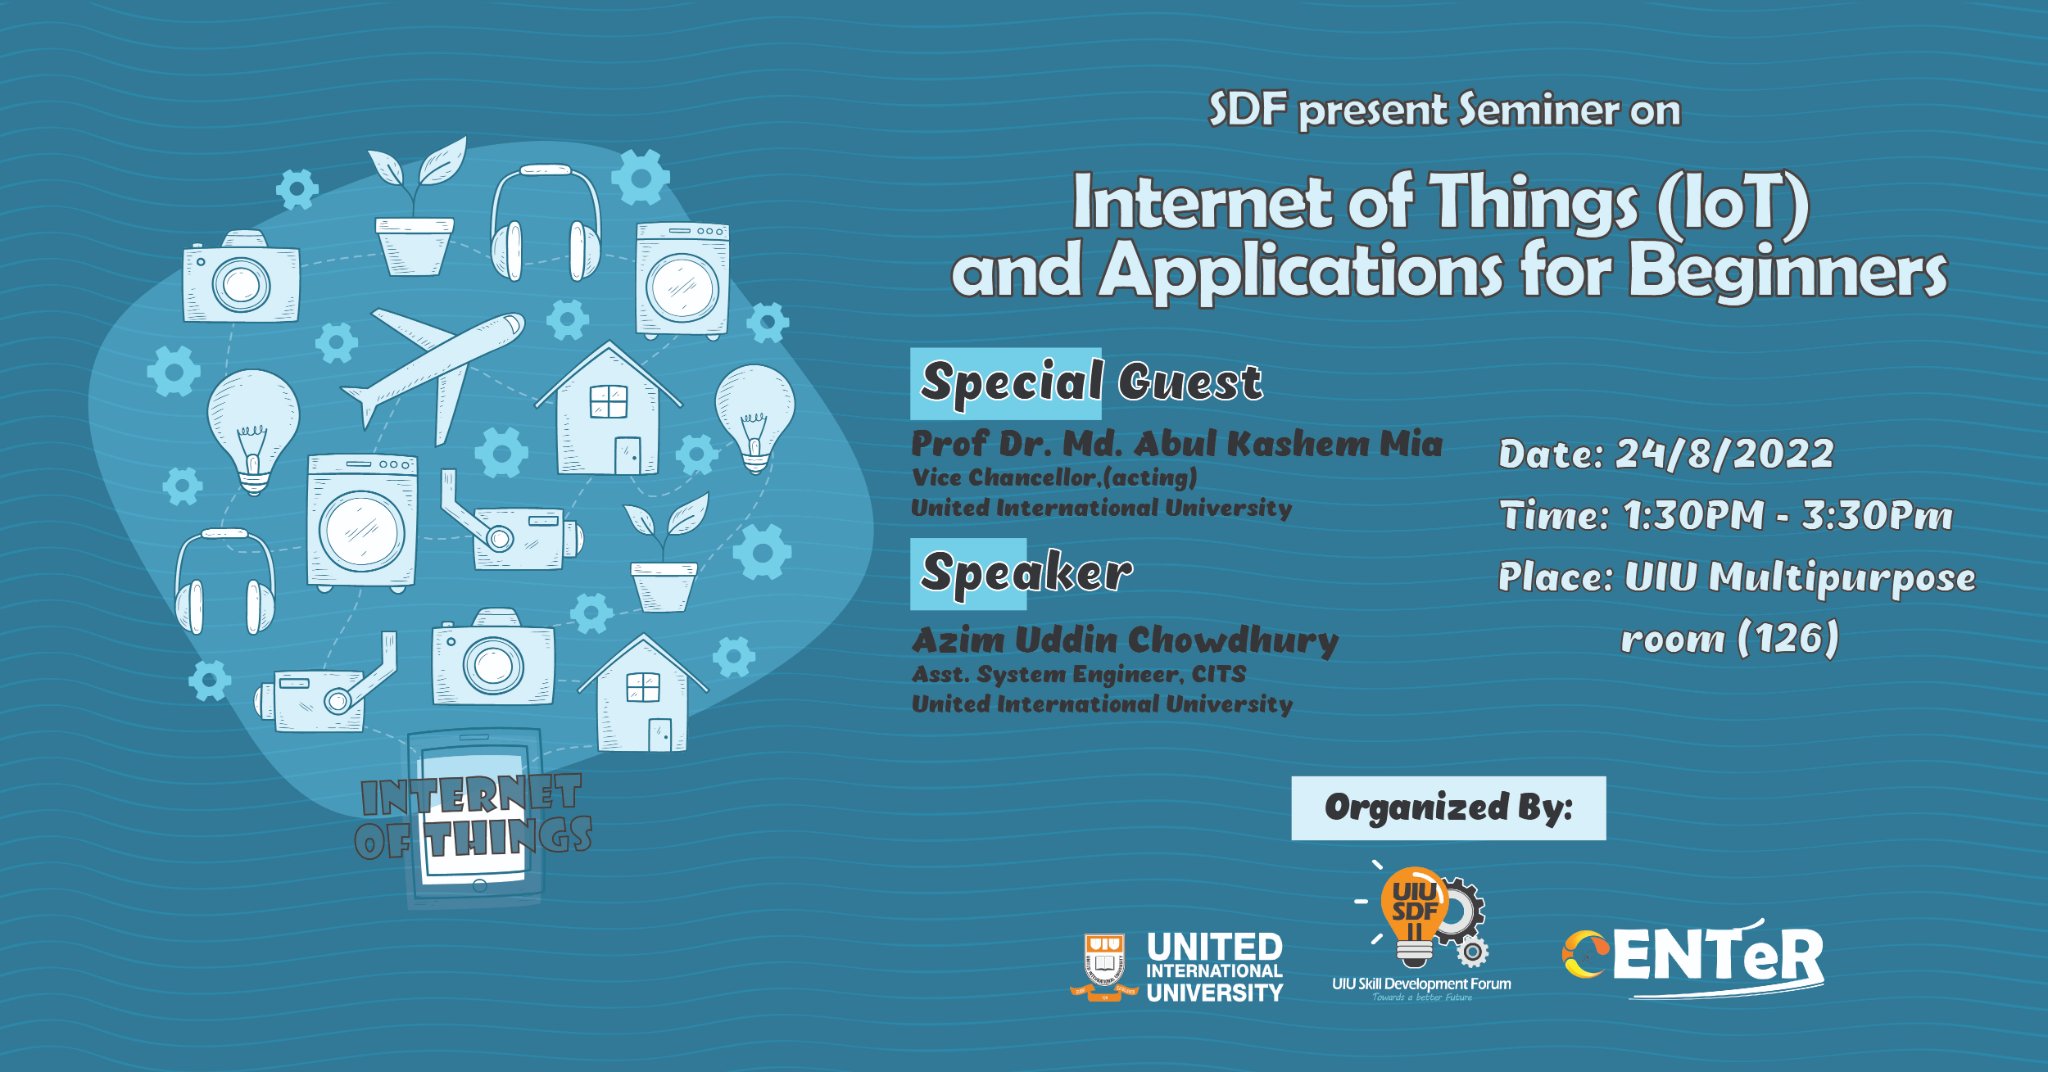 SDF present Seminer on
Internet of Things (IoT)
and Applications for Beginners
Special Guest
Prof Dr. Md. Abul Kashem Mia
Vice Chancellor,(acting)
United International University
Speaker
Azim Uddin Chowdhury
Asst. System Engineer, CITS
United International University
Date: 24/8/2022
Time: 1:30PM - 3:30Pm
Place: UIU Multipurpose
room (126)
INTERNET
OF THINGS
Organized By:
UIU
UNITED
INTERNATIONAL
UNIVERSITY
UIU
SDF
UIU Skill Development Forum
Towards a better Future
CENTeR